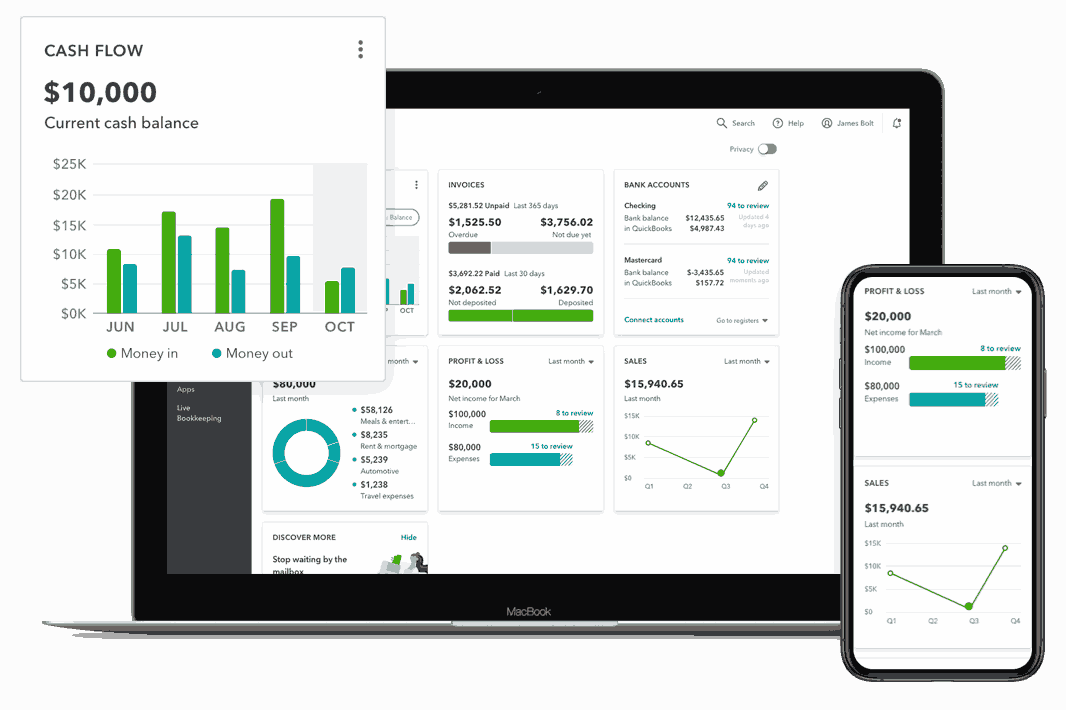 CASH FLOW
$10,000
Current cash balance
$25K
$20K
$15K
$10K
$5K
$0K
JUN JUL AUG SEP OCT
Money in Money out
Search Help James Bolt
Privacy
Balance
OCT
INVOICES
$5,281.52 Unpaid Last 365 days
$1,525.50 $3,756.02
Overdue Not due yet
$3,692.22 Paid Last 30 days
$2,062.52 $1,629.70
Not deposited Deposited
BANK ACCOUNTS
Checking 94 to review
Bank balance $12,435.65 Updated 4
in QuickBooks $4,987.43 days ago
Mastercard 94 to review
Bank balance $-3,435.65 Updated
in QuickBooks $157.72 moments ago
Connect accounts Go to registers
Apps
Live
Bookkeeping
month
$80,000
Last month
$58,126
Meals & entert...
$8,235
Rent & mortgage
$5,239
Automotive
$1,238
Travel expenses
PROFIT & LOSS Last month
$20,000
Net income for March
$100,000 8 to review
Income
$80,000 15 to review
Expenses
SALES Last month
$15,940.65
Last month
$15K
$10K
$5K
$0
Q1 Q2 Q3 Q4
DISCOVER MORE Hide
Stop waiting by the
mailbox
MacBook
PROFIT & LOSS Last month
$20,000
Net income for March
$100,000 8 to review
Income
$80,000 15 to review
Expenses
SALES Last month
$15,940.65
Last month
$15K
$10K
$5K
$0
Q1 Q2 Q3 Q4